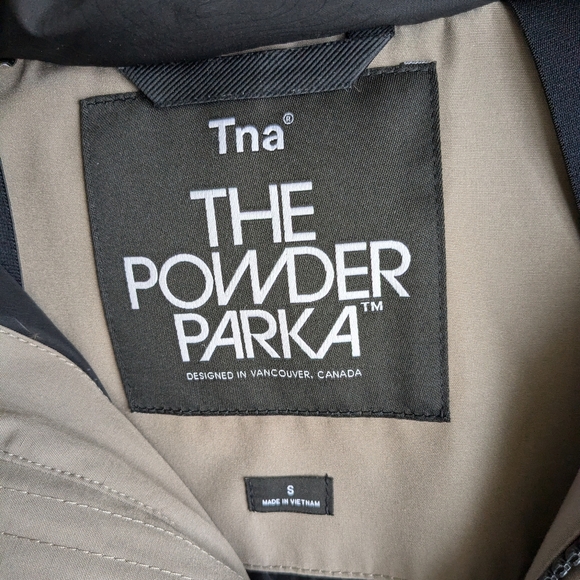 Tna®
THE
POWDER
PARKA™
DESIGNED IN VANCOUVER, CANADA
S
MADE IN VIETNAM